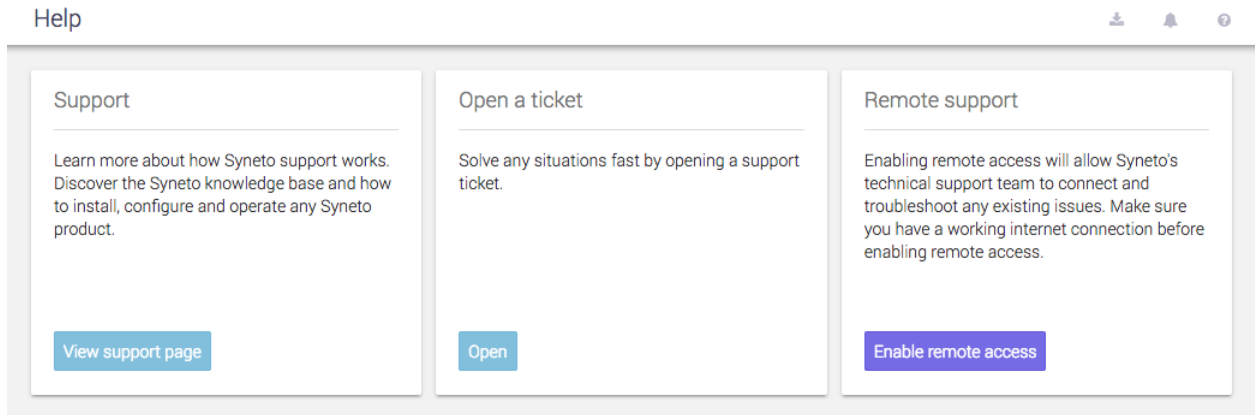 Help
Support
Learn more about how Syneto support works.
Discover the Syneto knowledge base and how
to install, configure and operate any Syneto
product.
View support page
Open a ticket
Solve any situations fast by opening a support
ticket.
Open
Remote support
Enabling remote access will allow Syneto's
technical support team to connect and
troubleshoot any existing issues. Make sure
you have a working internet connection before
enabling remote access.
Enable remote access